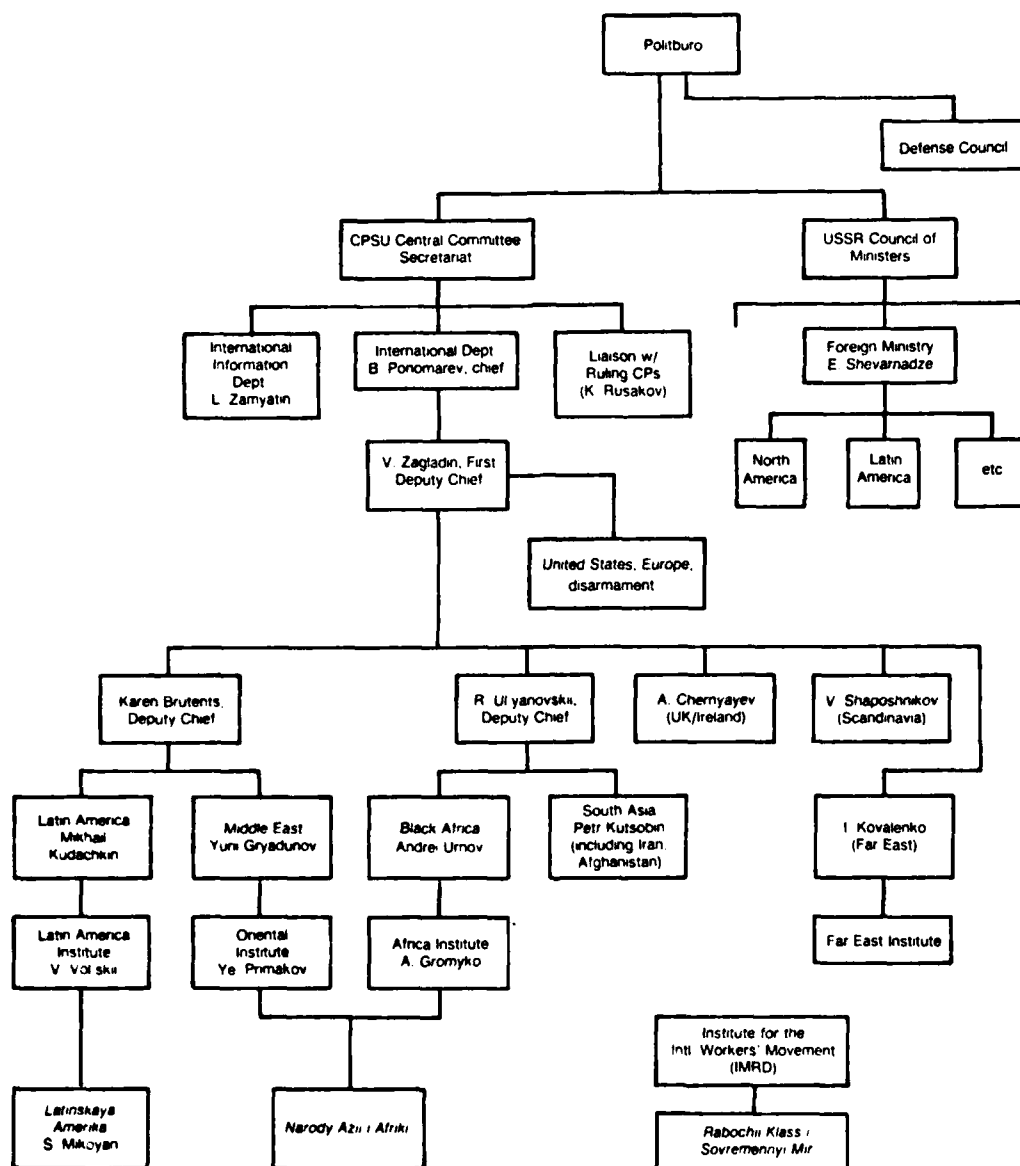 Politburo
Defense Council
CPSU Central Committee
Secretariat
USSR Council of
Ministers
International
Information
Dept
L. Zamyatin
International Dept
B. Ponomarev, chief
Liaison w/
Ruling CPs
(K. Rusakov)
Foreign Ministry
E. Shevarnadze
V. Zagladin, First
Deputy Chief
North
America
Latin
America
etc
United States, Europe,
disarmament
Karen Brutents,
Deputy Chief
R. Ul'yanovskii,
Deputy Chief
A. Chernyayev
(UK/Ireland)
V. Shaposhnikov
(Scandinavia)
Latin America
Mikhail
Kudachkin
Middle East
Yurii Gryadunov
Black Africa
Andrei Urnov
South Asia
Petr Kutsobin
(including Iran,
Afghanistan)
I. Kovalenko
(Far East)
Latin America
Institute
V. Vol'skii
Oriental
Institute
Ye. Primakov
Africa Institute
A. Gromyko
Far East Institute
Institute for the
Intl. Workers' Movement
(IMRD)
Latinskaya
Amerika
S. Mikoyan
Narody Azii i Afriki
Rabochii Klass i
Sovremennyi Mir